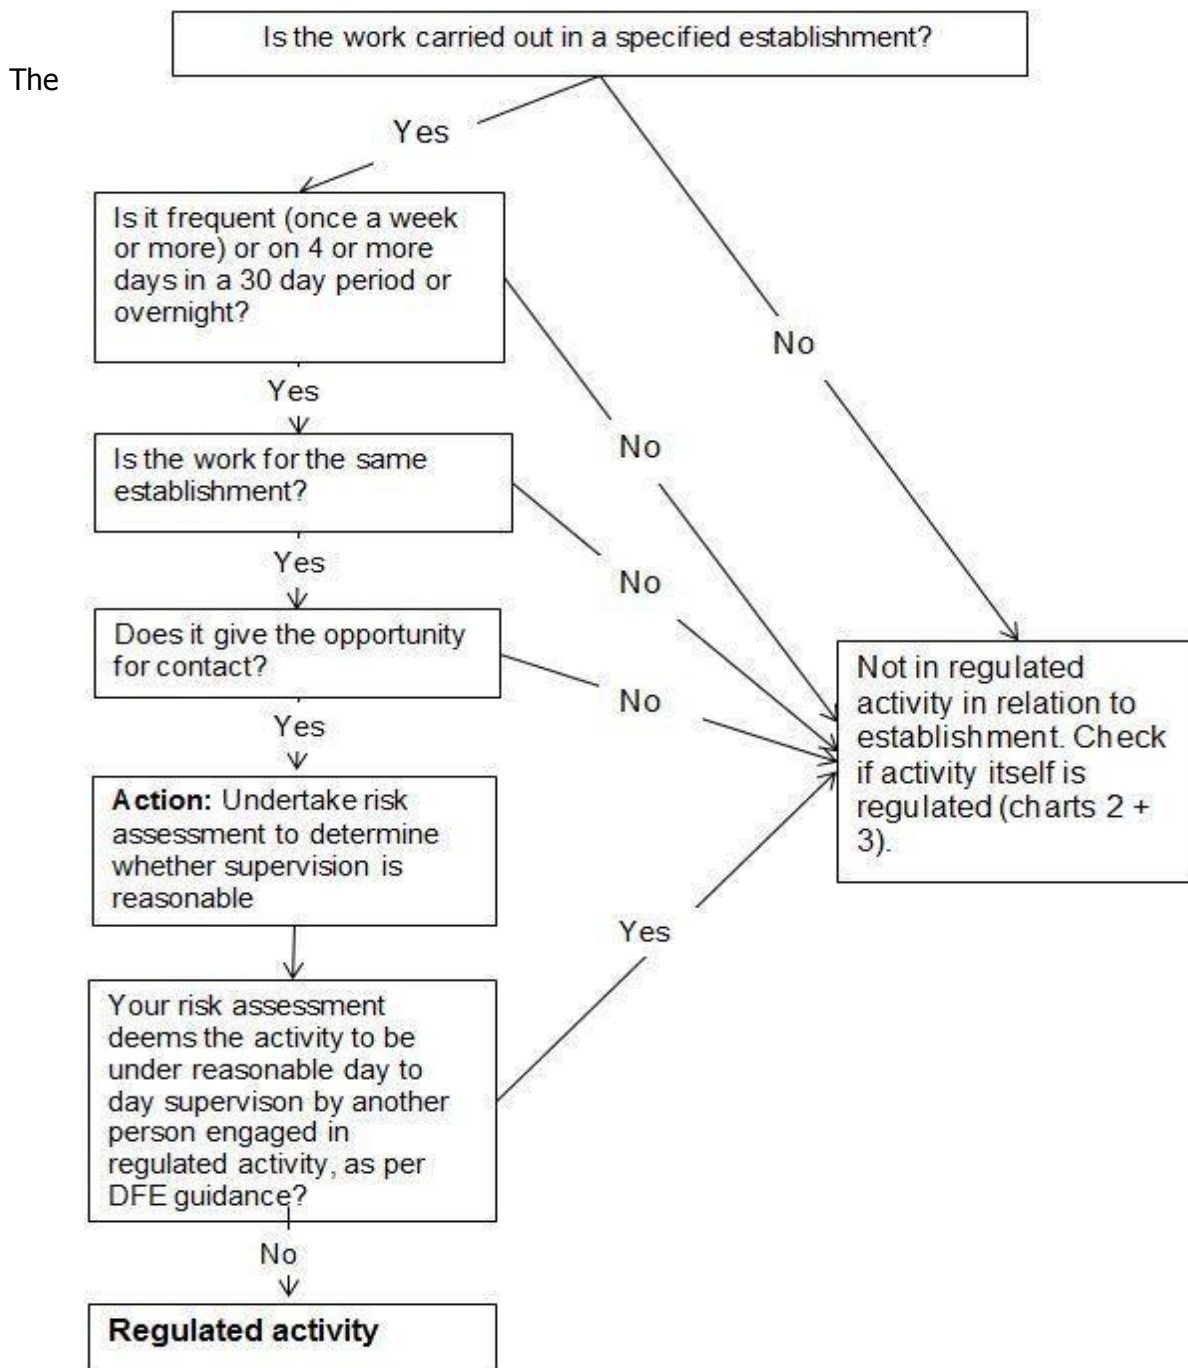 Is the work carried out in a specified establishment?
The
Yes
Is it frequent (once a week
or more) or on 4 or more
days in a 30 day period or
overnight?
No
Yes
No
Is the work for the same
establishment?
Yes
No
Does it give the opportunity
for contact?
No
Yes
Not in regulated
activity in relation to
establishment. Check
if activity itself is
regulated (charts 2 +
3).
Action: Undertake risk
assessment to determine
whether supervision is
reasonable
Yes
Your risk assessment
deems the activity to be
under reasonable day to
day supervison by another
person engaged in
regulated activity, as per
DFE guidance?
No
Regulated activity